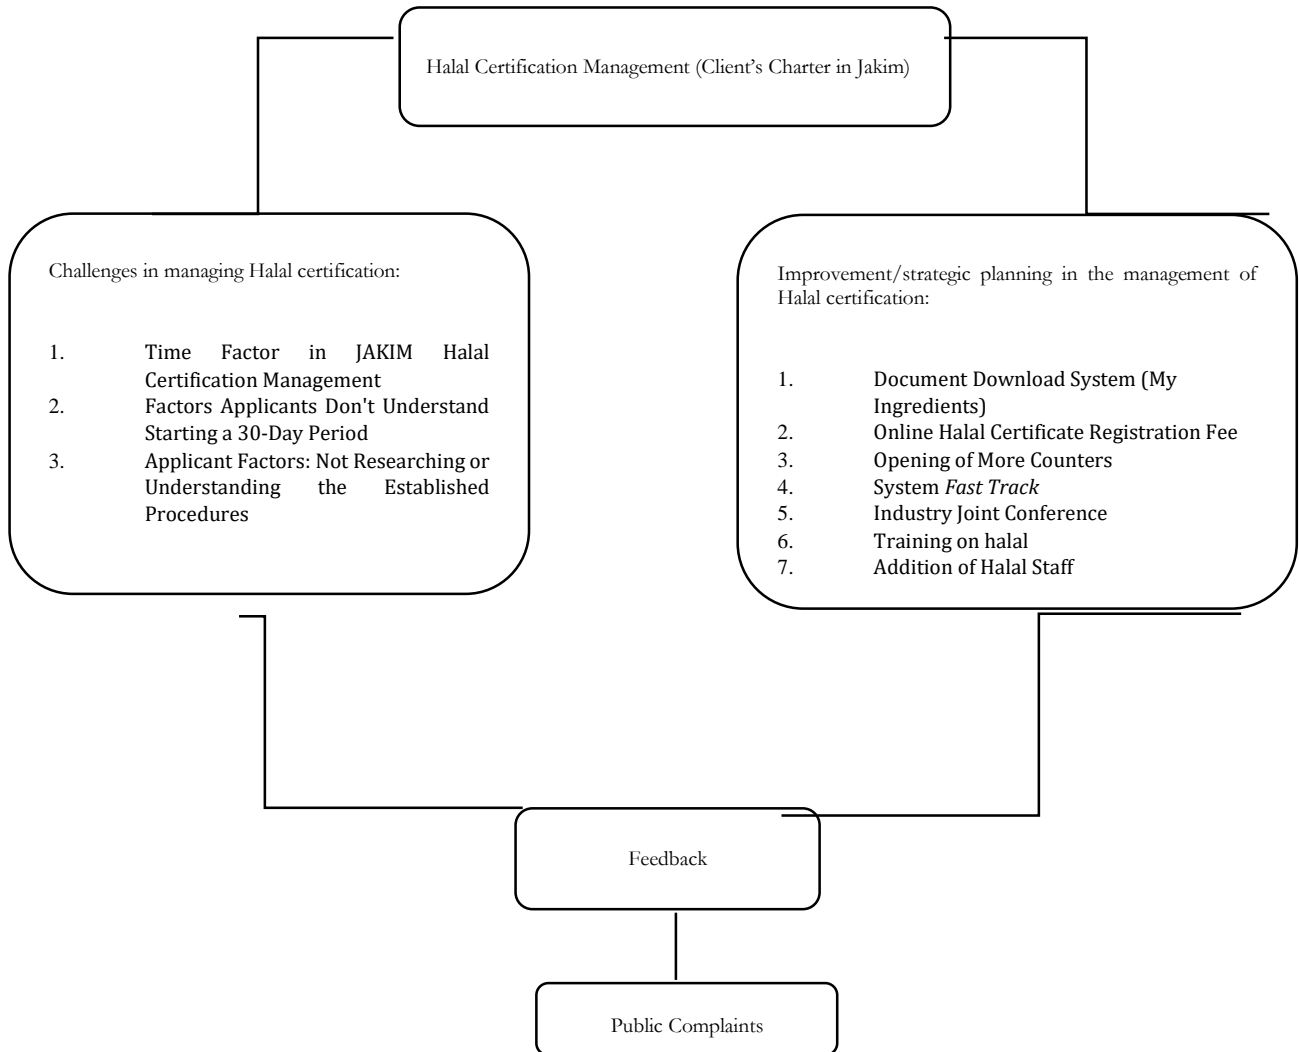 Halal Certification Management (Client’s Charter in Jakim)
Challenges in managing Halal certification:
1. Time Factor in JAKIM Halal
Certification Management
2. Factors Applicants Don't Understand
Starting a 30-Day Period
3. Applicant Factors: Not Researching or
Understanding the Established
Procedures
Improvement/strategic planning in the management of
Halal certification:
1. Document Download System (My
Ingredients)
2. Online Halal Certificate Registration Fee
3. Opening of More Counters
4. System Fast Track
5. Industry Joint Conference
6. Training on halal
7. Addition of Halal Staff
Feedback
Public Complaints